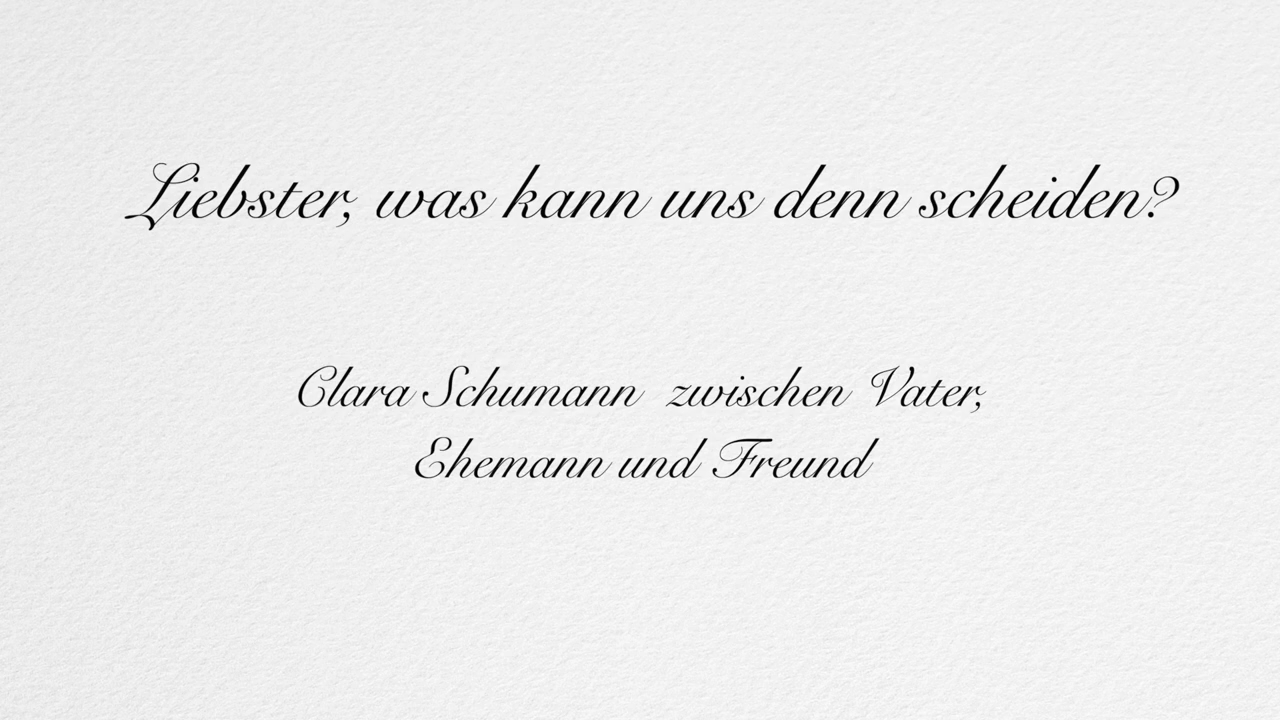 Liebster, was kann uns denn scheiden?
Clara Schumann zwischen Vater,
Ehemann und Freund